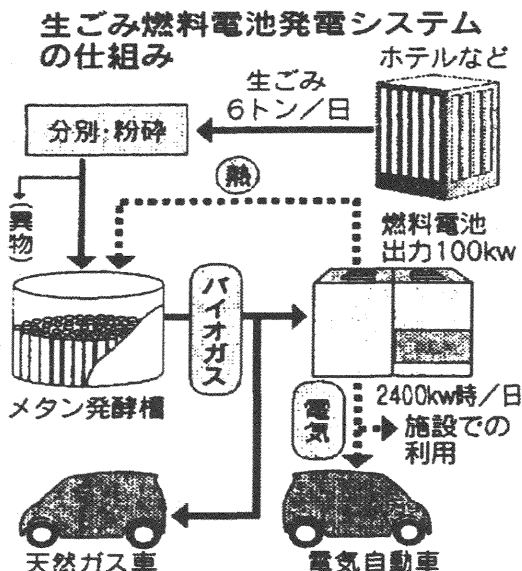 生ごみ燃料電池発電システム
の仕組み
ホテルなど
生ごみ
6トン／日
分別・粉砕
熱
(異物)
燃料電池
出力100kw
バイオガス
メタン発酵槽
電気
2400kw時／日
施設での
利用
天然ガス車
電気自動車